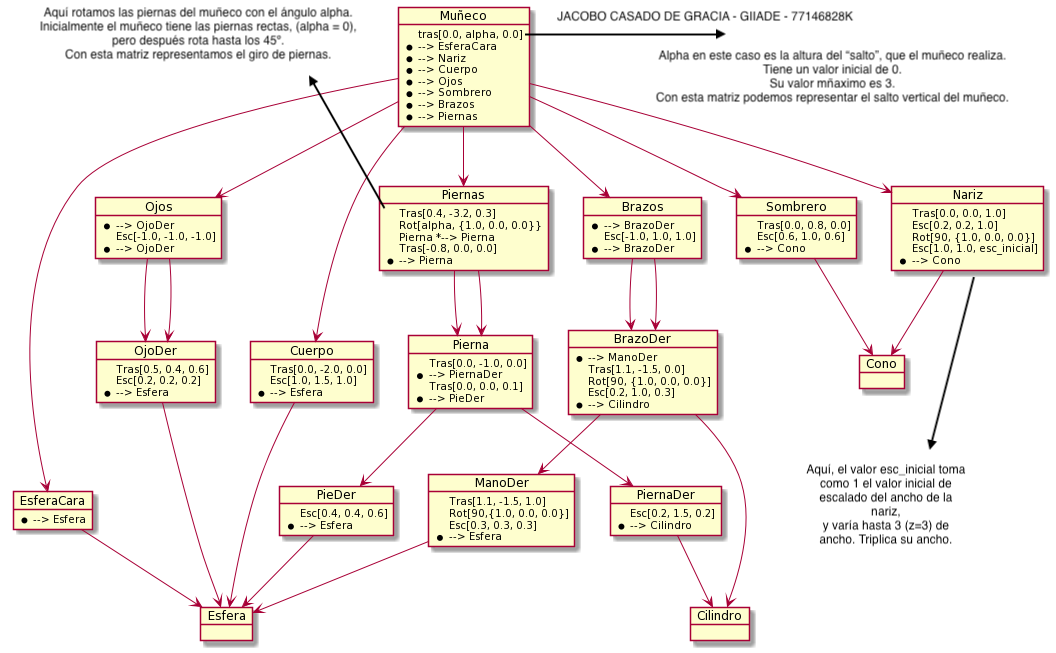 Aquí rotamos las piernas del muñeco con el ángulo alpha.
Inicialmente el muñeco tiene las piernas rectas, (alpha = 0),
pero después rota hasta los 45°.
Con esta matriz representamos el giro de piernas.
Muñeco
tras[0.0, alpha, 0.0]
--> EsferaCara
--> Nariz
--> Cuerpo
--> Ojos
--> Sombrero
--> Brazos
--> Piernas
JACOBO CASADO DE GRACIA - GIIADE - 77146828K
Alpha en este caso es la altura del “salto”, que el muñeco realiza.
Tiene un valor inicial de 0.
Su valor mñaximo es 3.
Con esta matriz podemos representar el salto vertical del muñeco.
Ojos
--> OjoDer
Esc[-1.0, -1.0, -1.0]
--> OjoDer
Piernas
Tras[0.4, -3.2, 0.3]
Rot[alpha, {1.0, 0.0, 0.0}}
Pierna *--> Pierna
Tras[-0.8, 0.0, 0.0]
--> Pierna
Brazos
--> BrazoDer
Esc[-1.0, 1.0, 1.0]
--> BrazoDer
Sombrero
Tras[0.0, 0.8, 0.0]
Esc[0.6, 1.0, 0.6]
--> Cono
Nariz
Tras[0.0, 0.0, 1.0]
Esc[0.2, 0.2, 1.0]
Rot[90, {1.0, 0.0, 0.0}]
Esc[1.0, 1.0, esc_inicial]
--> Cono
OjoDer
Tras[0.5, 0.4, 0.6]
Esc[0.2, 0.2, 0.2]
--> Esfera
Cuerpo
Tras[0.0, -2.0, 0.0]
Esc[1.0, 1.5, 1.0]
--> Esfera
Pierna
Tras[0.0, -1.0, 0.0]
--> PiernaDer
Tras[0.0, 0.0, 0.1]
--> PieDer
BrazoDer
--> ManoDer
Tras[1.1, -1.5, 0.0]
Rot[90, {1.0, 0.0, 0.0}]
Esc[0.2, 1.0, 0.3]
--> Cilindro
Cono
EsferaCara
--> Esfera
PieDer
Esc[0.4, 0.4, 0.6]
--> Esfera
ManoDer
Tras[1.1, -1.5, 1.0]
Rot[90,{1.0, 0.0, 0.0}]
Esc[0.3, 0.3, 0.3]
--> Esfera
PiernaDer
Esc[0.2, 1.5, 0.2]
--> Cilindro
Aqui, el valor esc_inicial toma
como 1 el valor inicial de
escalado del ancho de la
nariz,
y varia hasta 3 (z=3) de
ancho. Triplica su ancho.
Esfera
Cilindro